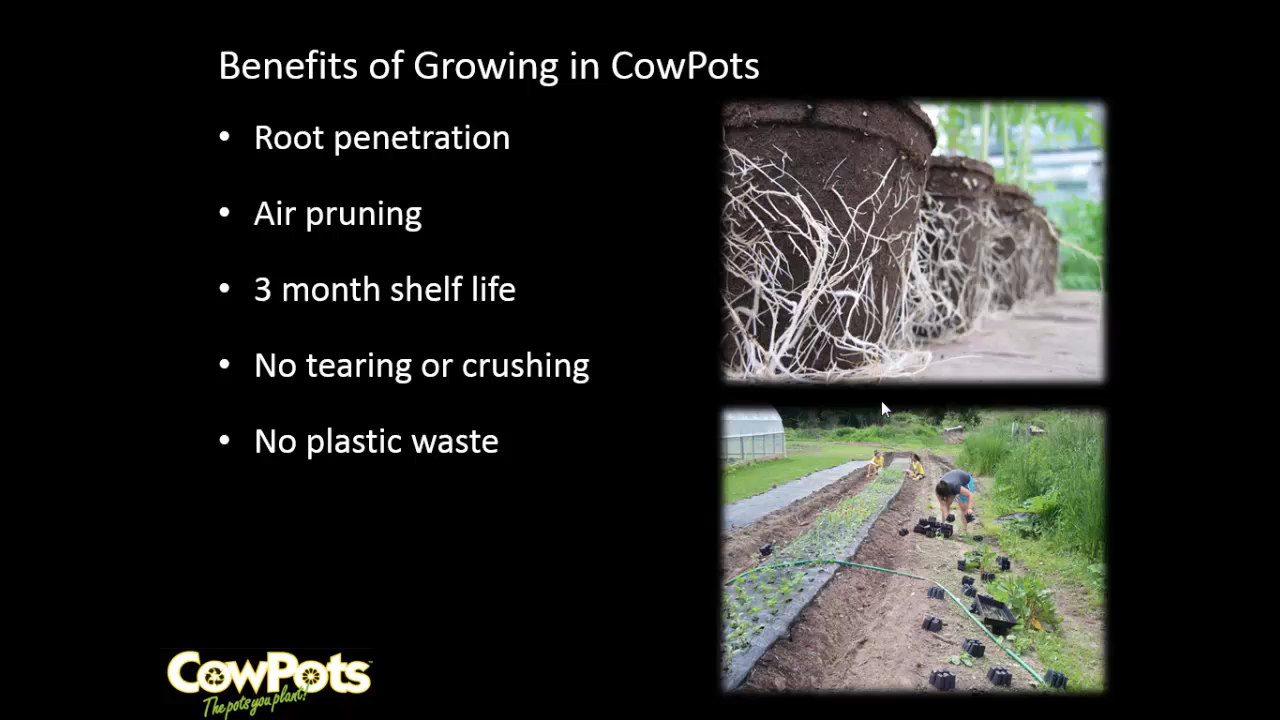 Benefits of Growing in CowPots
• Root penetration
• Air pruning
• 3 month shelf life
• No tearing or crushing
• No plastic waste
CowPots™
The pots you plant!